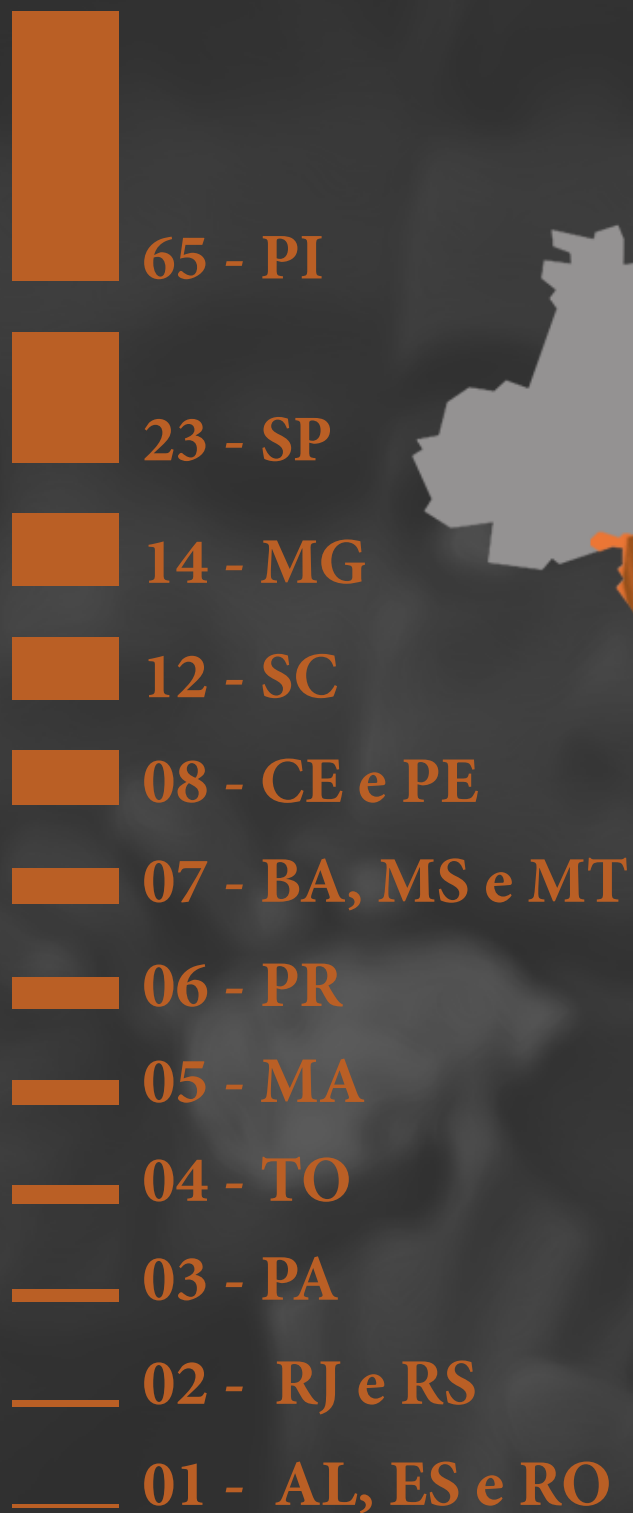 65 - PI
23 - SP
14 - MG
12 - SC
08 - CE e PE
07 - BA, MS e MT
06 - PR
05 - MA
04 - TO
03 - PA
02 - RJ e RS
01 - AL, ES e RO